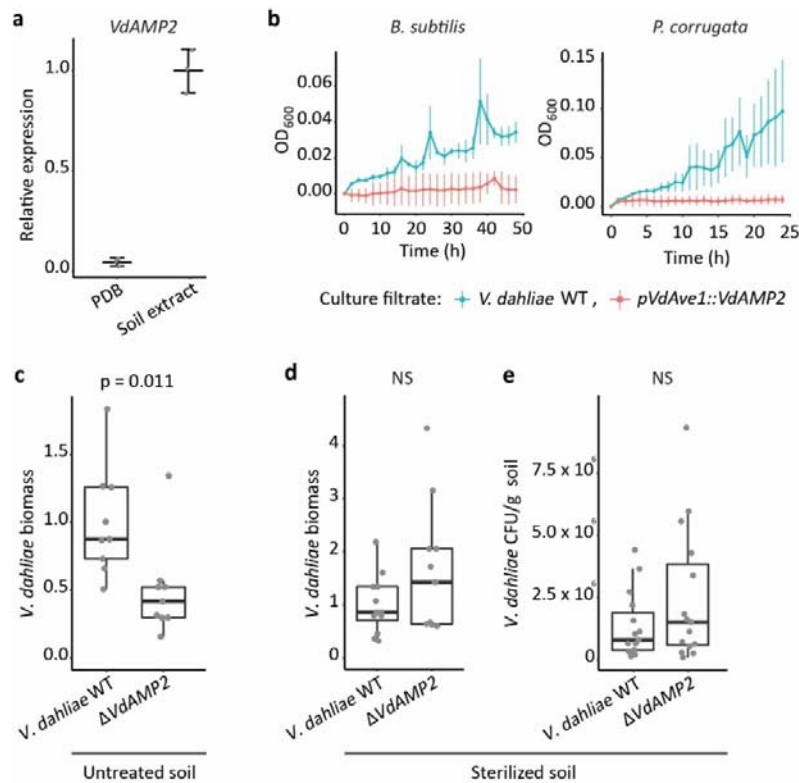 a
VdAMP2
Relative expression
1.0
0.5
0.0
PDB
Soil extract
b
B. subtilis
P. corrugata
OD600
0.06
0.04
0.02
0.00
0 10 20 30 40 50
Time (h)
OD600
0.15
0.10
0.05
0.00
0 5 10 15 20 25
Time (h)
Culture filtrate: V. dahliae WT , pVdAve1::VdAMP2
c
p = 0.011
V. dahliae biomass
1.5
1.0
0.5
0.0
V. dahliae WT
ΔVdAMP2
Untreated soil
d
NS
V. dahliae biomass
4
3
2
1
0
V. dahliae WT
ΔVdAMP2
e
NS
V. dahliae CFU/g soil
7.5 x 10⁶
5.0 x 10⁶
2.5 x 10⁶
0
V. dahliae WT
ΔVdAMP2
Sterilized soil